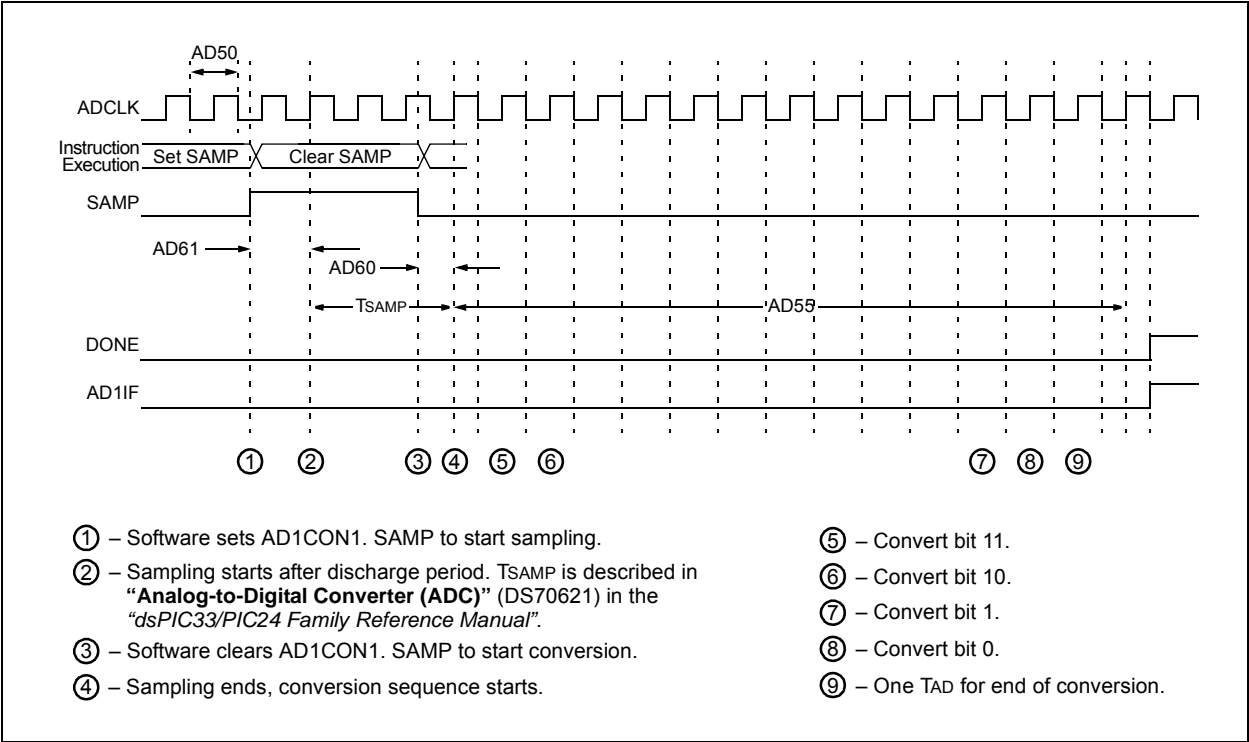 AD50
ADCLK
Instruction
Execution
Set SAMP
Clear SAMP
SAMP
AD61
AD60
TSAMP
AD55
DONE
AD1IF
1
2
3
4
5
6
7
8
9
1 – Software sets AD1CON1. SAMP to start sampling.
2 – Sampling starts after discharge period. TSAMP is described in
“Analog-to-Digital Converter (ADC)” (DS70621) in the
“dsPIC33/PIC24 Family Reference Manual”.
3 – Software clears AD1CON1. SAMP to start conversion.
4 – Sampling ends, conversion sequence starts.
5 – Convert bit 11.
6 – Convert bit 10.
7 – Convert bit 1.
8 – Convert bit 0.
9 – One TAD for end of conversion.